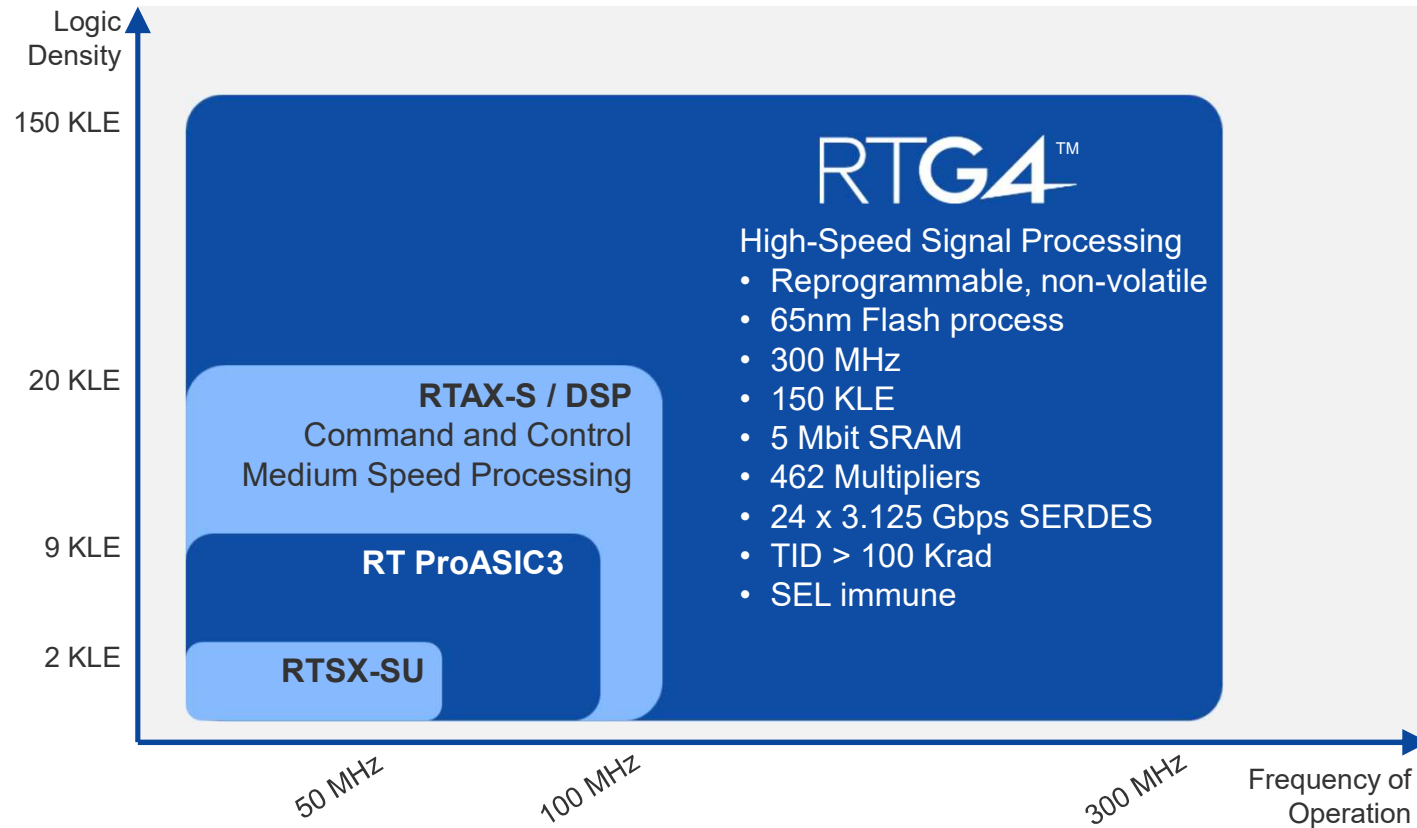 Logic
Density
150 KLE
20 KLE
9 KLE
2 KLE
RTG4™
High-Speed Signal Processing
• Reprogrammable, non-volatile
• 65nm Flash process
• 300 MHz
• 150 KLE
• 5 Mbit SRAM
• 462 Multipliers
• 24 x 3.125 Gbps SERDES
• TID > 100 Krad
• SEL immune
RTAX-S / DSP
Command and Control
Medium Speed Processing
RT ProASIC3
RTSX-SU
50 MHz
100 MHz
300 MHz
Frequency of
Operation